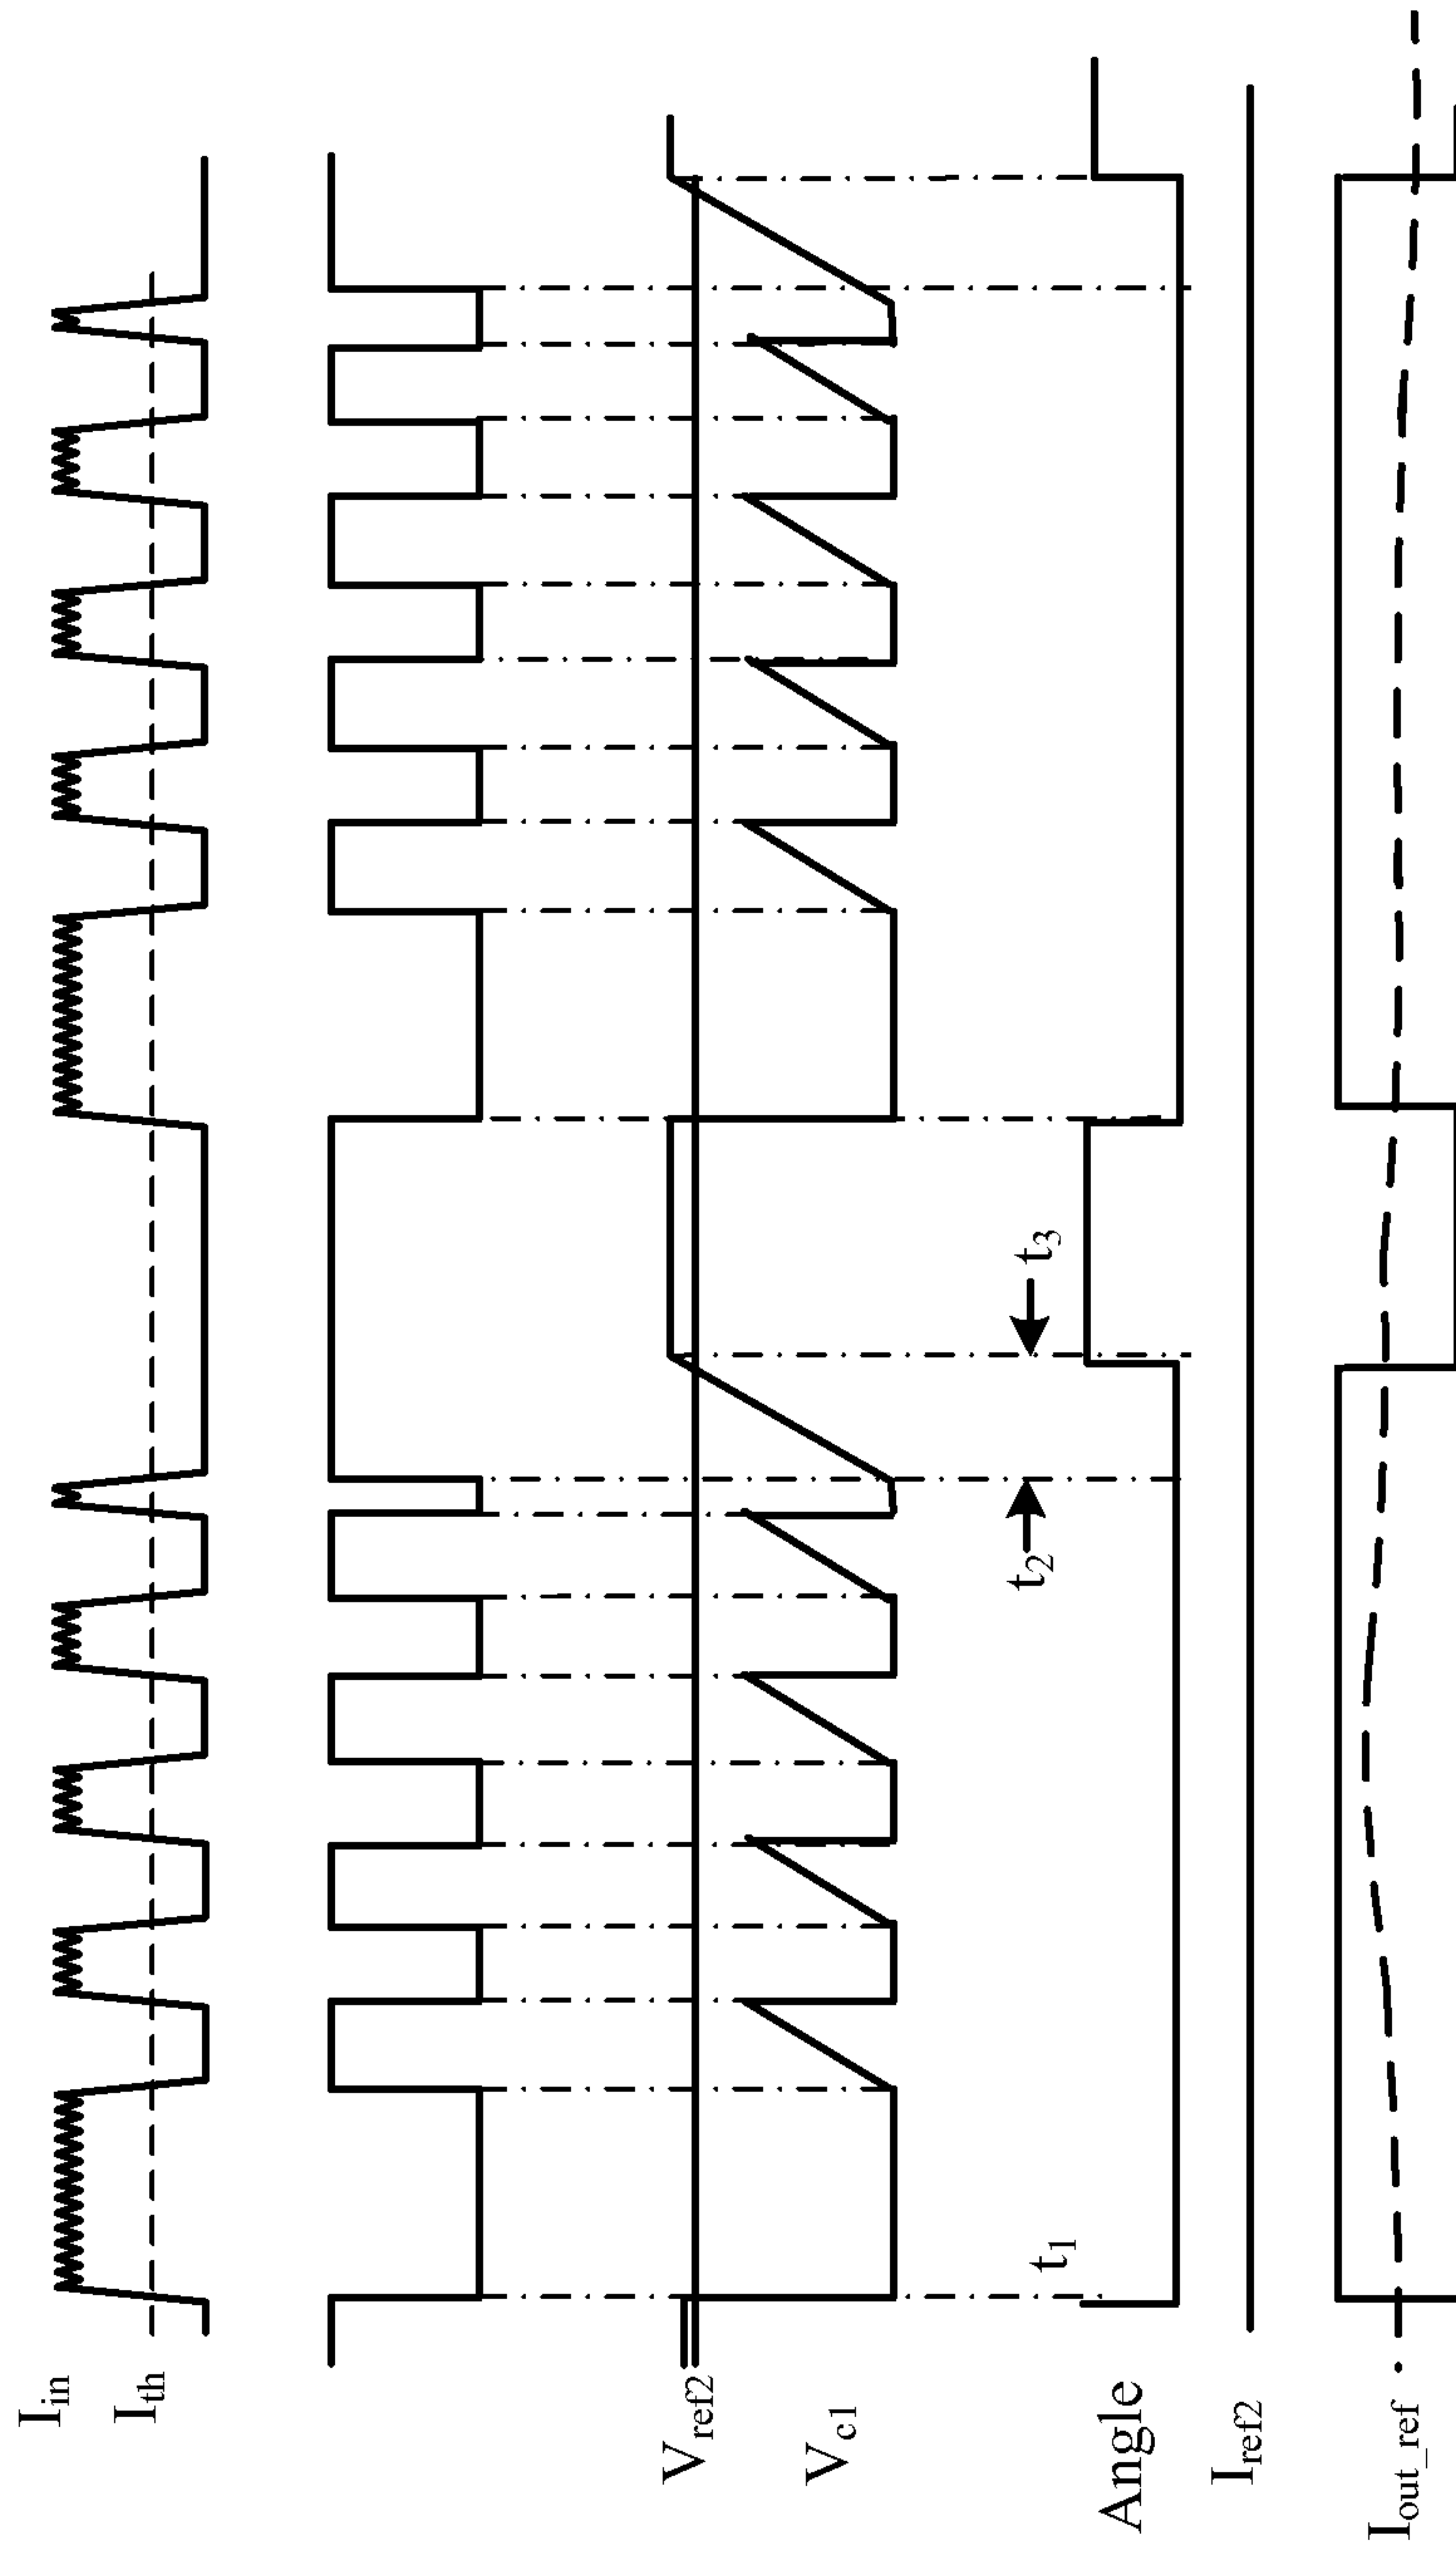 I_in
I_th
V_ref2
V_c1
t_1
t_2
t_3
Angle
I_ref2
I_out_ref